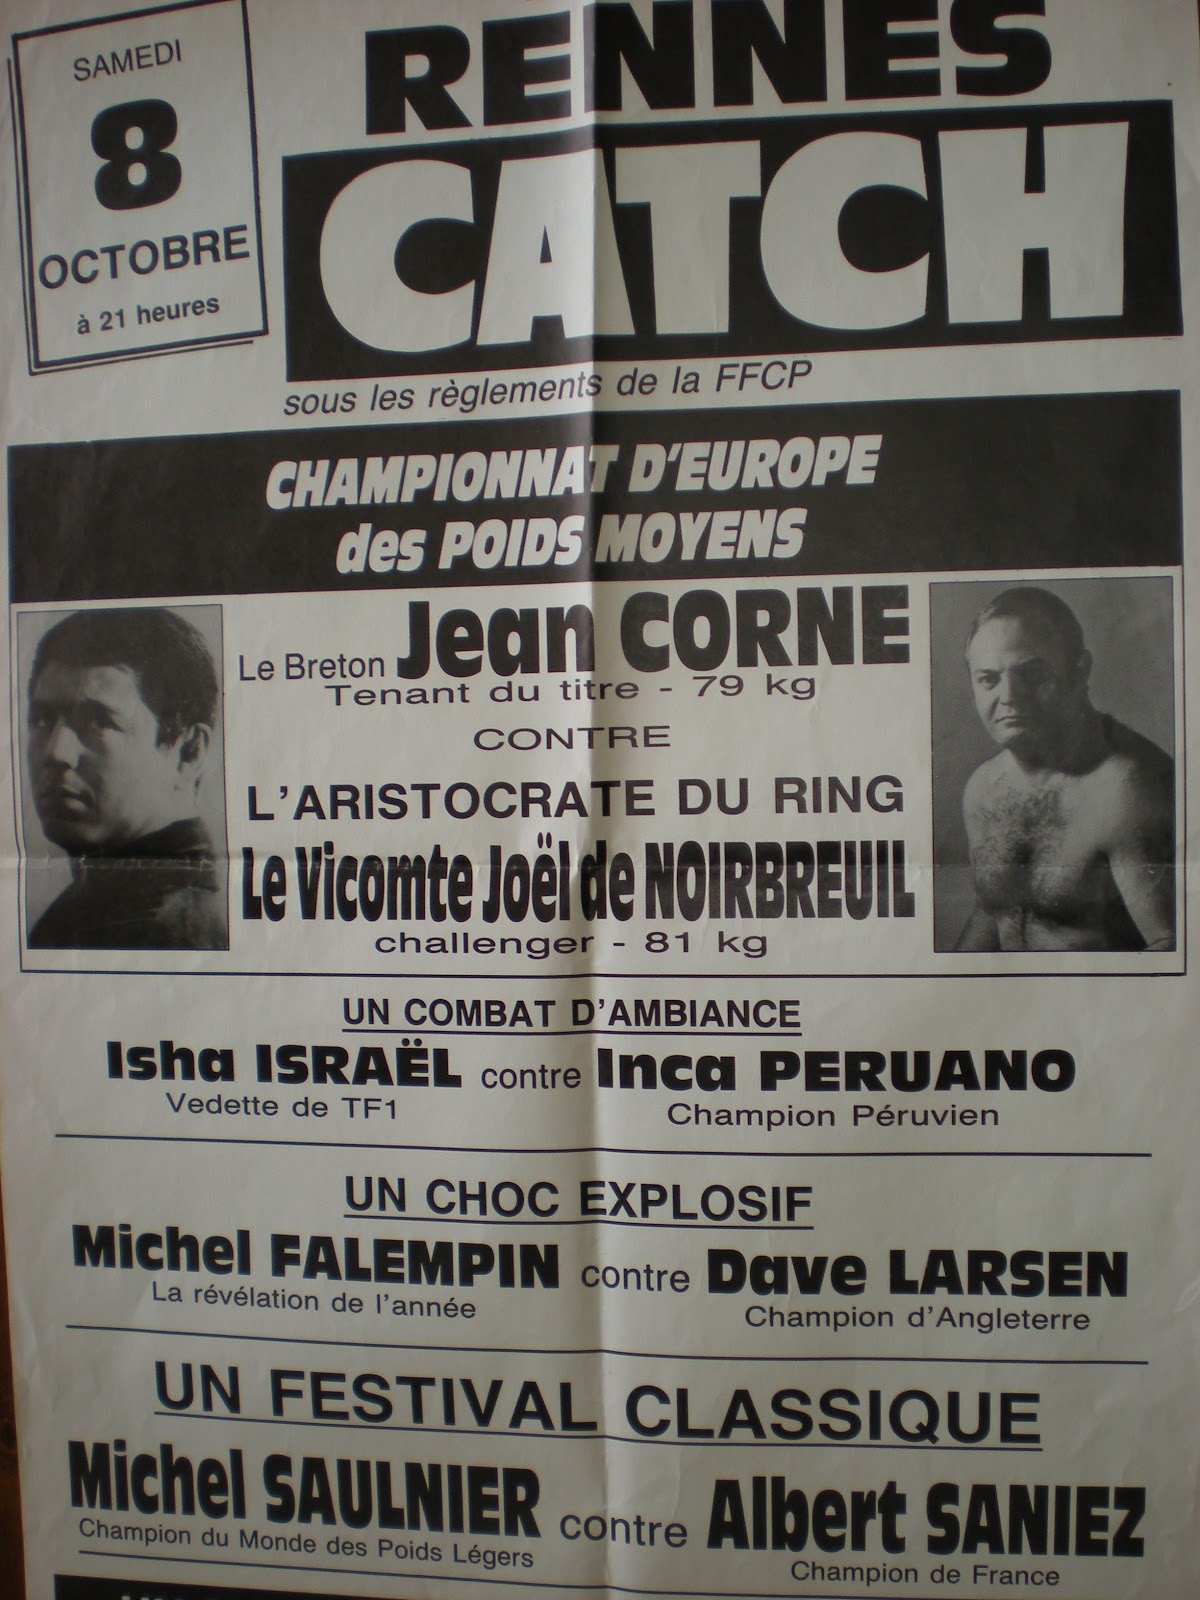 SAMEDI
8
OCTOBRE
à 21 heures
RENNES
CATCH
sous les règlements de la FFCP
CHAMPIONNAT D'EUROPE
des POIDS MOYENS
Le Breton Jean CORNE
Tenant du titre - 79 kg
CONTRE
L'ARISTOCRATE DU RING
Le Vicomte Joël de NOIRBREUIL
challenger - 81 kg
UN COMBAT D'AMBIANCE
Isha ISRAËL contre Inca PERUANO
Vedette de TF1 Champion Péruvien
UN CHOC EXPLOSIF
Michel FALEMPIN contre Dave LARSEN
La révélation de l'année Champion d'Angleterre
UN FESTIVAL CLASSIQUE
Michel SAULNIER contre Albert SANIEZ
Champion du Monde des Poids Légers Champion de France